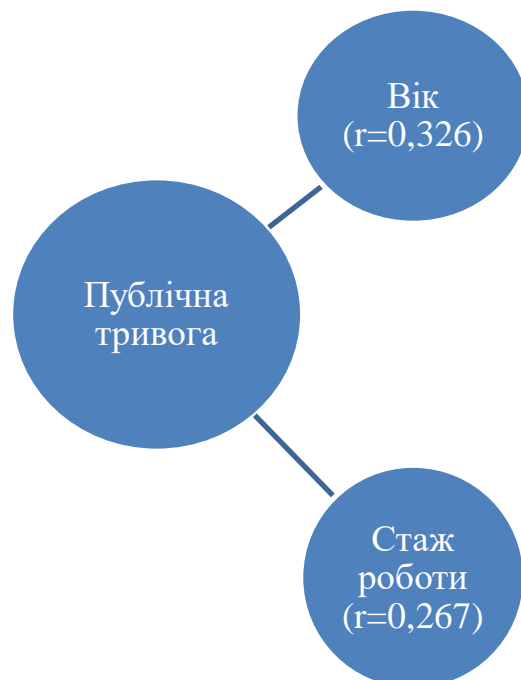 Вік
(r=0,326)
Публічна
тривога
Стаж
роботи
(r=0,267)